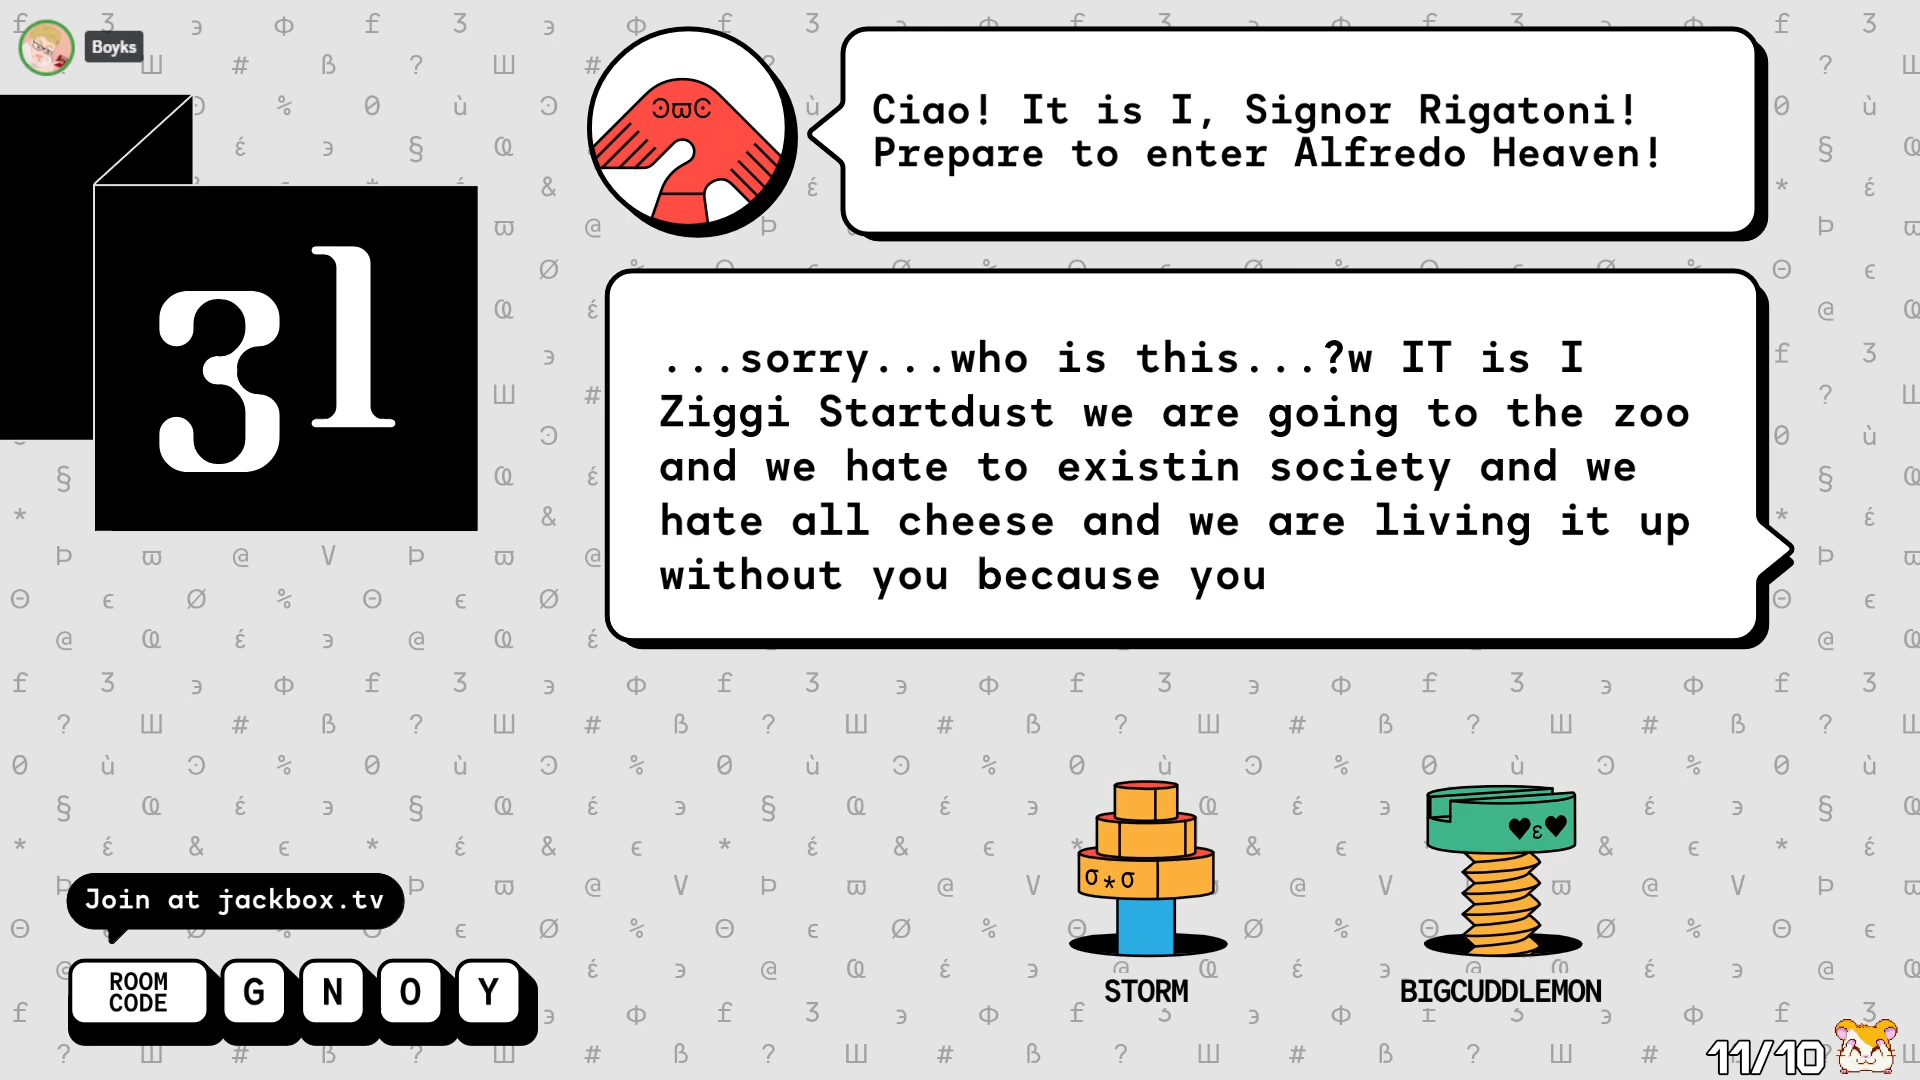 Boyks
Ciao! It is I, Signor Rigatoni!
Prepare to enter Alfredo Heaven!
31
...sorry...who is this...?w IT is I
Ziggi Startdust we are going to the zoo
and we hate to existin society and we
hate all cheese and we are living it up
without you because you
Join at jackbox.tv
ROOM
CODE
G N O Y
STORM
BIGCUDDLEMON
11/10